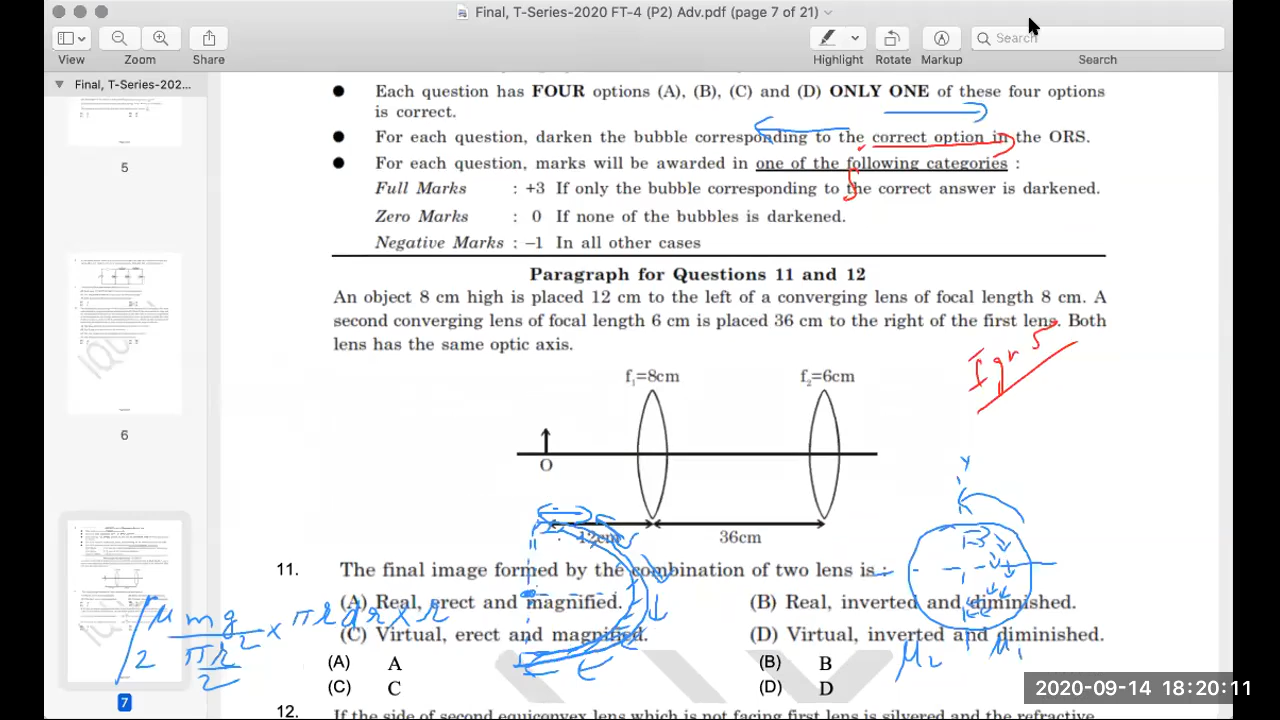 Final, T-Series-2020 FT-4 (P2) Adv.pdf (page 7 of 21)
View
Zoom
Share
Highlight
Rotate
Markup
Search
Search
Final, T-Series-202...
5
6
7
● Each question has FOUR options (A), (B), (C) and (D) ONLY ONE of these four options
is correct.
● For each question, darken the bubble corresponding to the correct option in the ORS.
● For each question, marks will be awarded in one of the following categories :
Full Marks : +3 If only the bubble corresponding to the correct answer is darkened.
Zero Marks : 0 If none of the bubbles is darkened.
Negative Marks : –1 In all other cases
Paragraph for Questions 11 and 12
An object 8 cm high is placed 12 cm to the left of a converging lens of focal length 8 cm. A
second converging lens of focal length 6 cm is placed 36 cm to the right of the first lens. Both
lens has the same optic axis.
f₁=8cm f₂=6cm
O
12cm 36cm
y
μ₂ μ₁
11. The final image formed by the combination of two lens is :
(A) Real, erect and magnified. (B) Real, inverted and diminished.
(C) Virtual, erect and magnified. (D) Virtual, inverted and diminished.
(A) A (B) B
(C) C (D) D
12. If the side of second equiconvex lens which is not facing first lens is silvered and the refractive
2020-09-14 18:20:11